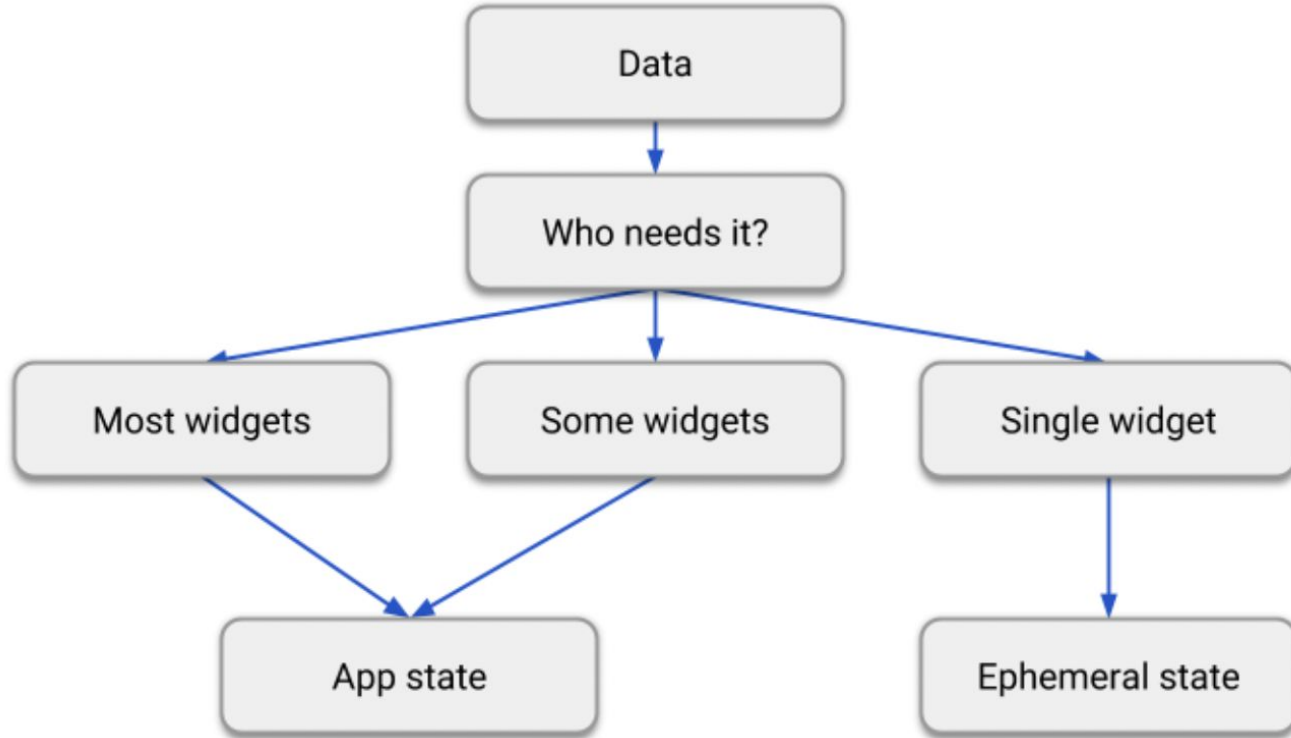 Data
Who needs it?
Most widgets
Some widgets
Single widget
App state
Ephemeral state